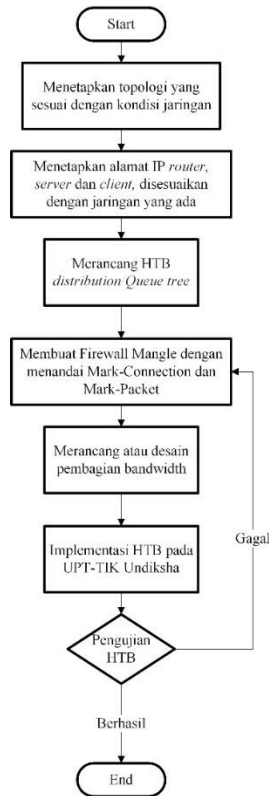 Start
Menetapkan topologi yang
sesuai dengan kondisi jaringan
Menetapkan alamat IP router,
server dan client, disesuaikan
dengan jaringan yang ada
Merancang HTB
distribution Queue tree
Membuat Firewall Mangle dengan
menandai Mark-Connection dan
Mark-Packet
Merancang atau desain
pembagian bandwidth
Implementasi HTB pada
UPT-TIK Undiksha
Gagal
Pengujian
HTB
Berhasil
End